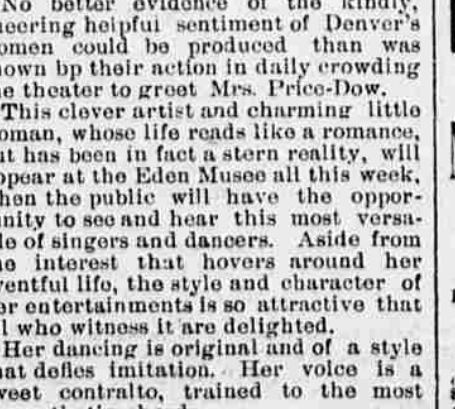 No better evidence of the kindly,
heering helpful sentiment of Denver's
omen could be produced than was
hown bp their action in daily crowding
he theater to greet Mrs. Price-Dow.
This clever artist and charming little
oman, whose life reads like a romance,
ut has been in fact a stern reality, will
ppear at the Eden Musee all this week,
hen the public will have the oppor-
unity to see and hear this most versa-
le of singers and dancers. Aside from
he interest that hovers around her
ventful life, the style and character of
er entertainments is so attractive that
l who witness it are delighted.
Her dancing is original and of a style
hat defies imitation. Her voice is a
weet contralto, trained to the most